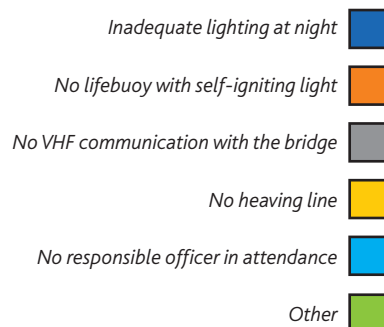 Inadequate lighting at night
No lifebuoy with self-igniting light
No VHF communication with the bridge
No heaving line
No responsible officer in attendance
Other